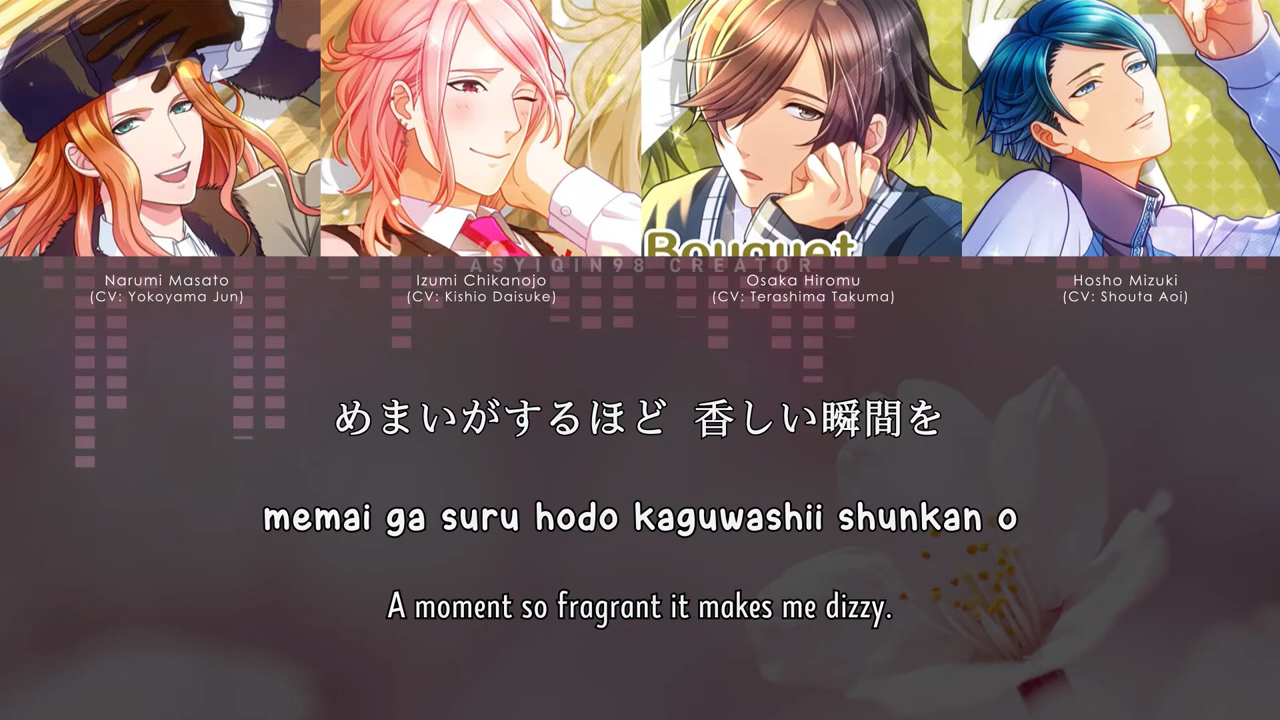 Bouquet
ASYIQIN98 CREATOR
Narumi Masato
(CV: Yokoyama Jun)
Izumi Chikanojo
(CV: Kishio Daisuke)
Osaka Hiromu
(CV: Terashima Takuma)
Hosho Mizuki
(CV: Shouta Aoi)
めまいがするほど 香しい瞬間を
memai ga suru hodo kaguwashii shunkan o
A moment so fragrant it makes me dizzy.